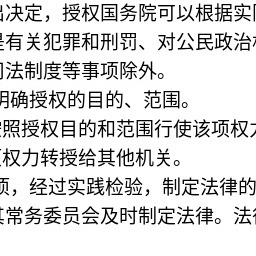 出决定，授权国务院可以根据实际
是有关犯罪和刑罚、对公民政治权
司法制度等事项除外。
明确授权的目的、范围。
按照授权目的和范围行使该项权力
权力转授给其他机关。
项，经过实践检验，制定法律的
其常务委员会及时制定法律。法律